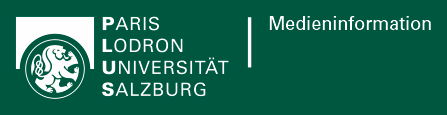 PARIS
LODRON
UNIVERSITÄT
SALZBURG
Medieninformation